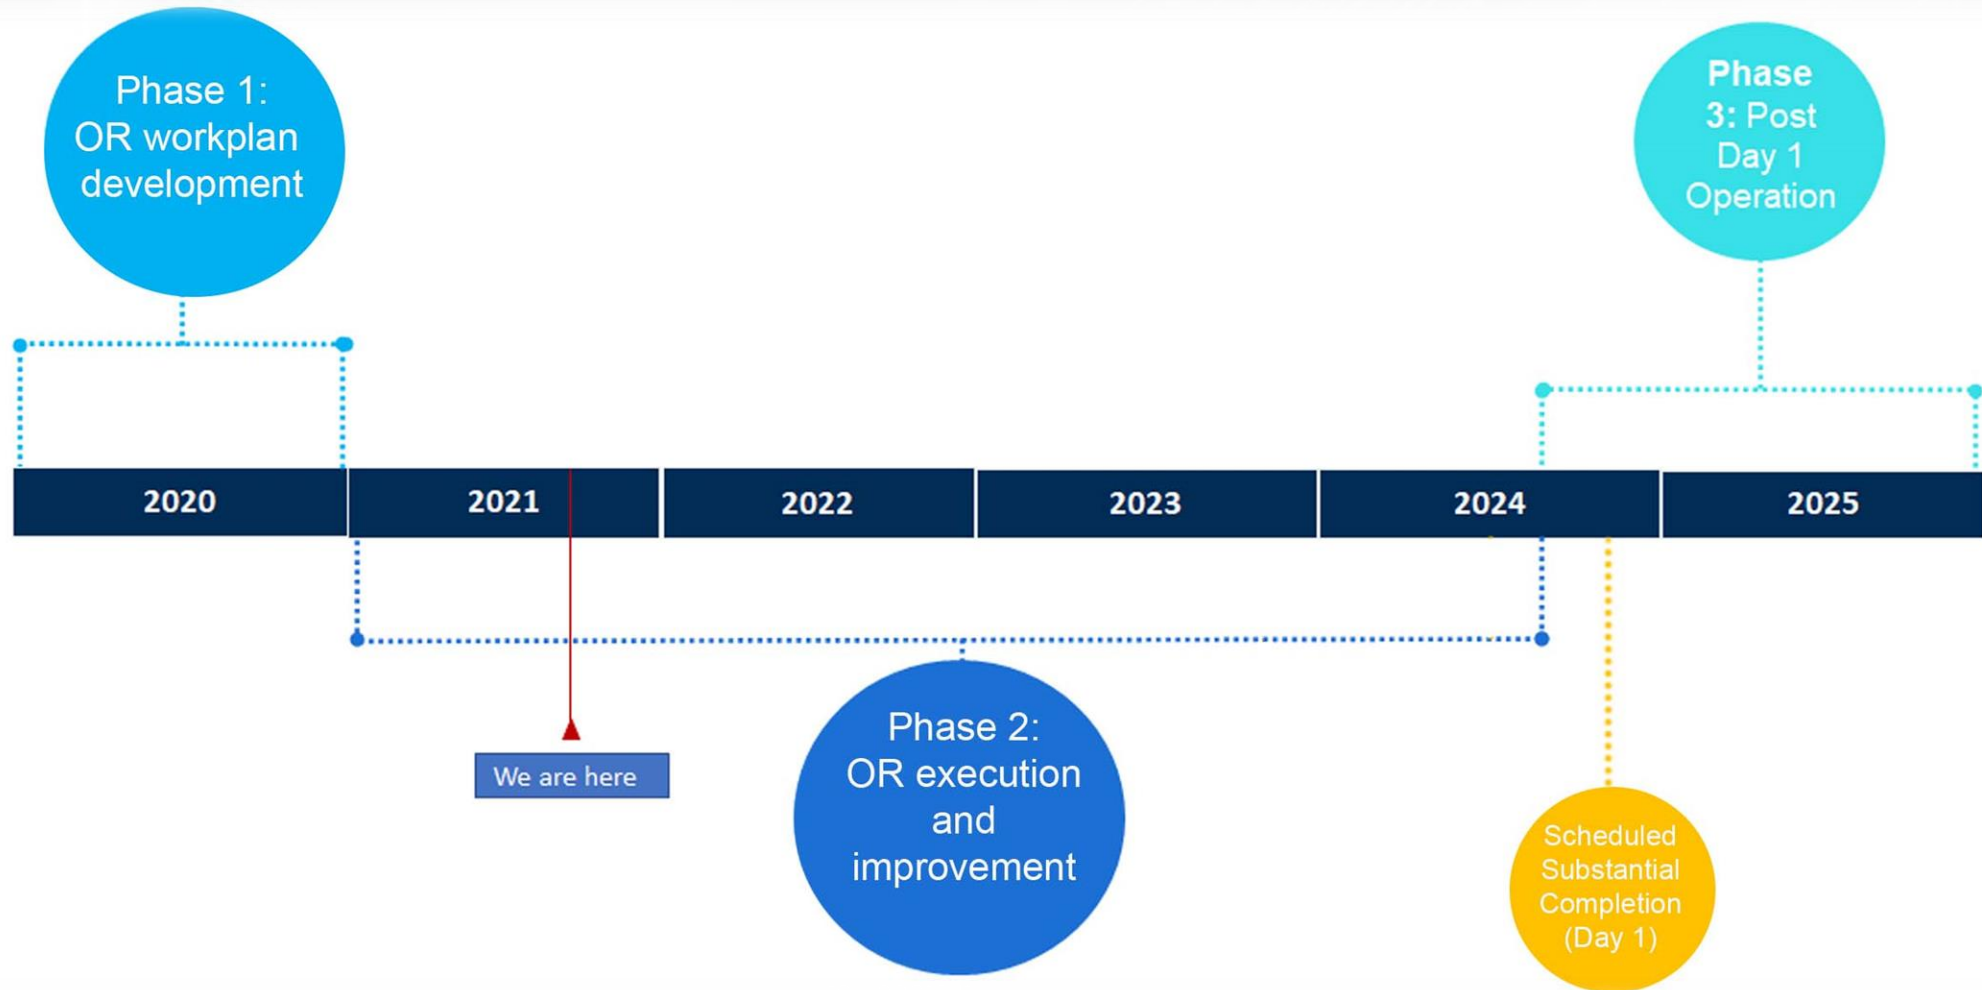 Phase 1:
OR workplan
development
Phase
3: Post
Day 1
Operation
2020
2021
2022
2023
2024
2025
We are here
Phase 2:
OR execution
and
improvement
Scheduled
Substantial
Completion
(Day 1)